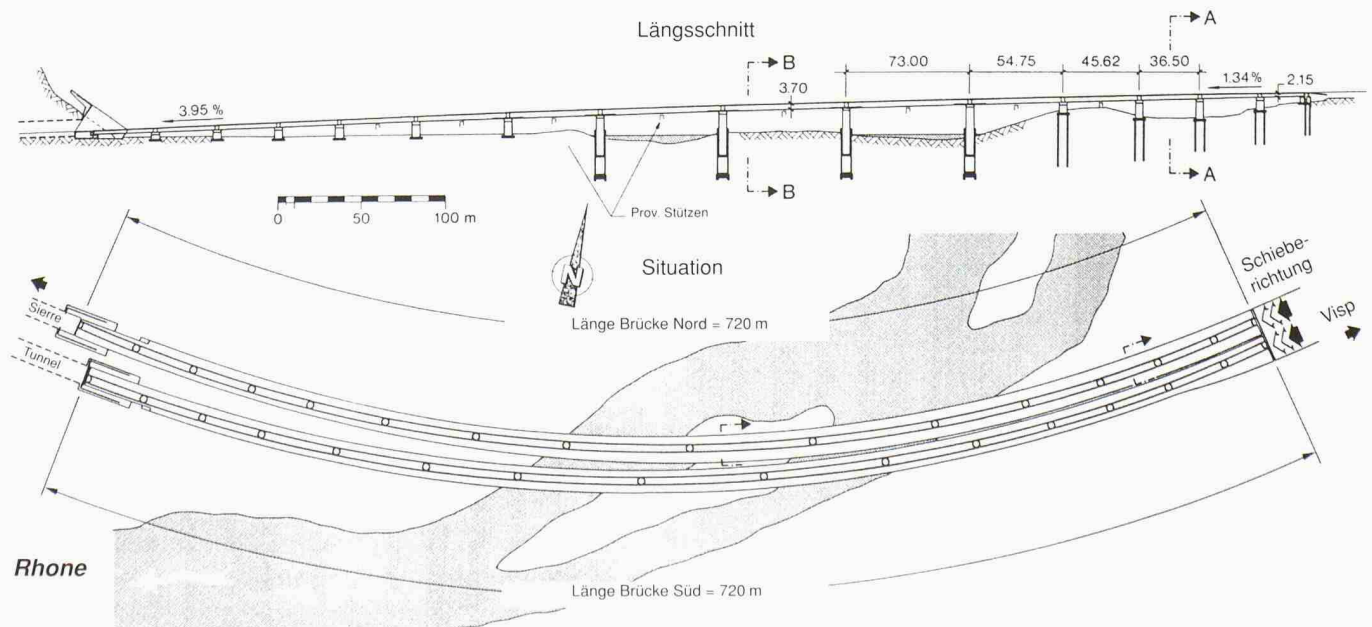 Längsschnitt
A
B
73.00
54.75
45.62
36.50
3.70
1.34%
2.15
3.95 %
B
A
0
50
100 m
Prov. Stützen
N
Situation
Schiebe-
richtung
Länge Brücke Nord = 720 m
Sierre
Visp
Tunnel
Rhone
Länge Brücke Süd = 720 m